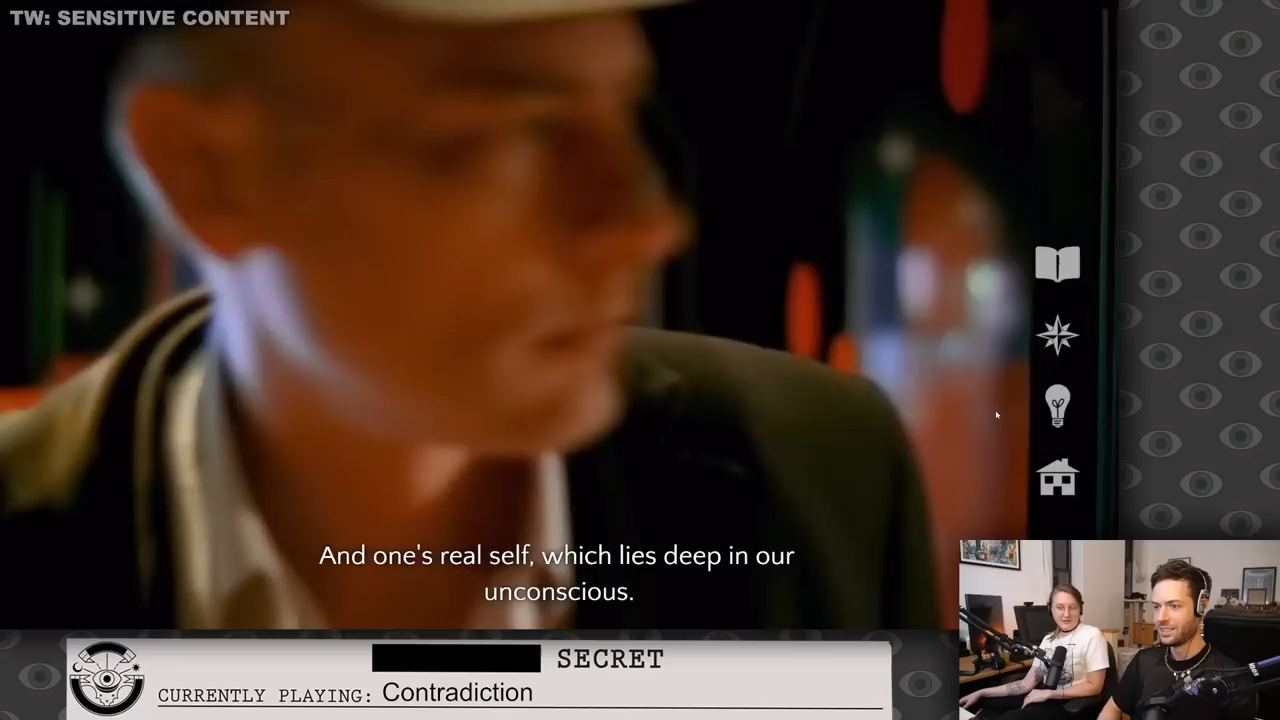 TW: SENSITIVE CONTENT
And one's real self, which lies deep in our
unconscious.
SECRET
CURRENTLY PLAYING: Contradiction